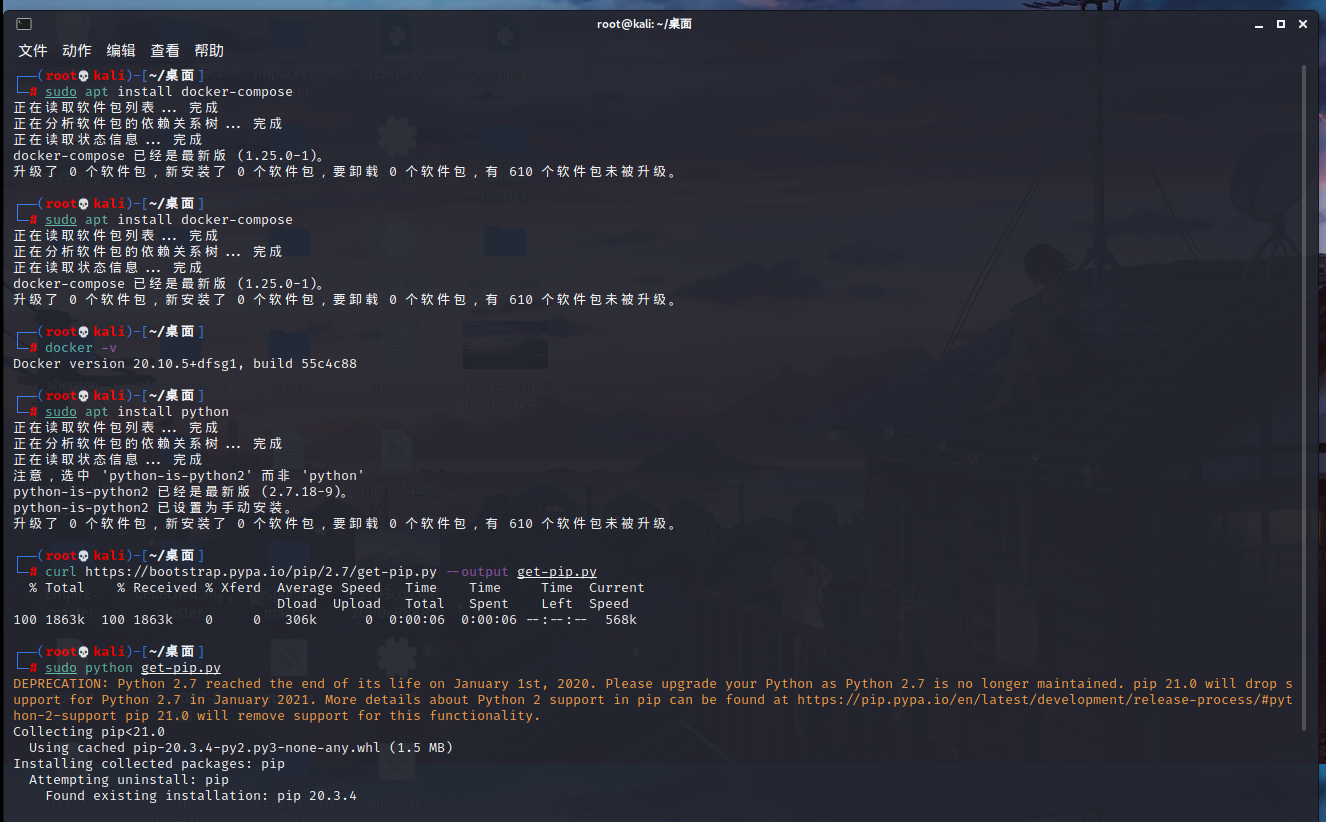 root@kali: ~/桌面
文件 动作 编辑 查看 帮助
┌──(root💀kali)-[~/桌面]
└─# sudo apt install docker-compose
正在读取软件包列表... 完成
正在分析软件包的依赖关系树... 完成
正在读取状态信息... 完成
docker-compose 已经是最新版 (1.25.0-1)。
升级了 0 个软件包，新安装了 0 个软件包，要卸载 0 个软件包，有 610 个软件包未被升级。
┌──(root💀kali)-[~/桌面]
└─# sudo apt install docker-compose
正在读取软件包列表... 完成
正在分析软件包的依赖关系树... 完成
正在读取状态信息... 完成
docker-compose 已经是最新版 (1.25.0-1)。
升级了 0 个软件包，新安装了 0 个软件包，要卸载 0 个软件包，有 610 个软件包未被升级。
┌──(root💀kali)-[~/桌面]
└─# docker -v
Docker version 20.10.5+dfsg1, build 55c4c88
┌──(root💀kali)-[~/桌面]
└─# sudo apt install python
正在读取软件包列表... 完成
正在分析软件包的依赖关系树... 完成
正在读取状态信息... 完成
注意，选中 'python-is-python2' 而非 'python'
python-is-python2 已经是最新版 (2.7.18-9)。
python-is-python2 已设置为手动安装。
升级了 0 个软件包，新安装了 0 个软件包，要卸载 0 个软件包，有 610 个软件包未被升级。
┌──(root💀kali)-[~/桌面]
└─# curl https://bootstrap.pypa.io/pip/2.7/get-pip.py --output get-pip.py
  % Total    % Received % Xferd  Average Speed   Time    Time     Time  Current
                                 Dload  Upload   Total   Spent    Left  Speed
100 1863k  100 1863k    0     0   306k      0  0:00:06  0:00:06 --:--:--  568k
┌──(root💀kali)-[~/桌面]
└─# sudo python get-pip.py
DEPRECATION: Python 2.7 reached the end of its life on January 1st, 2020. Please upgrade your Python as Python 2.7 is no longer maintained. pip 21.0 will drop s
upport for Python 2.7 in January 2021. More details about Python 2 support in pip can be found at https://pip.pypa.io/en/latest/development/release-process/#pyt
hon-2-support pip 21.0 will remove support for this functionality.
Collecting pip<21.0
  Using cached pip-20.3.4-py2.py3-none-any.whl (1.5 MB)
Installing collected packages: pip
  Attempting uninstall: pip
    Found existing installation: pip 20.3.4